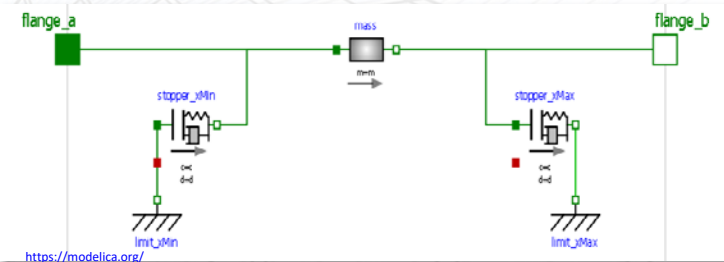 flange_a
flange_b
mass
m=m
stopper_xMin
stopper_xMax
c=c
d=d
c=c
d=d
limit_xMin
limit_xMax
https://modelica.org/